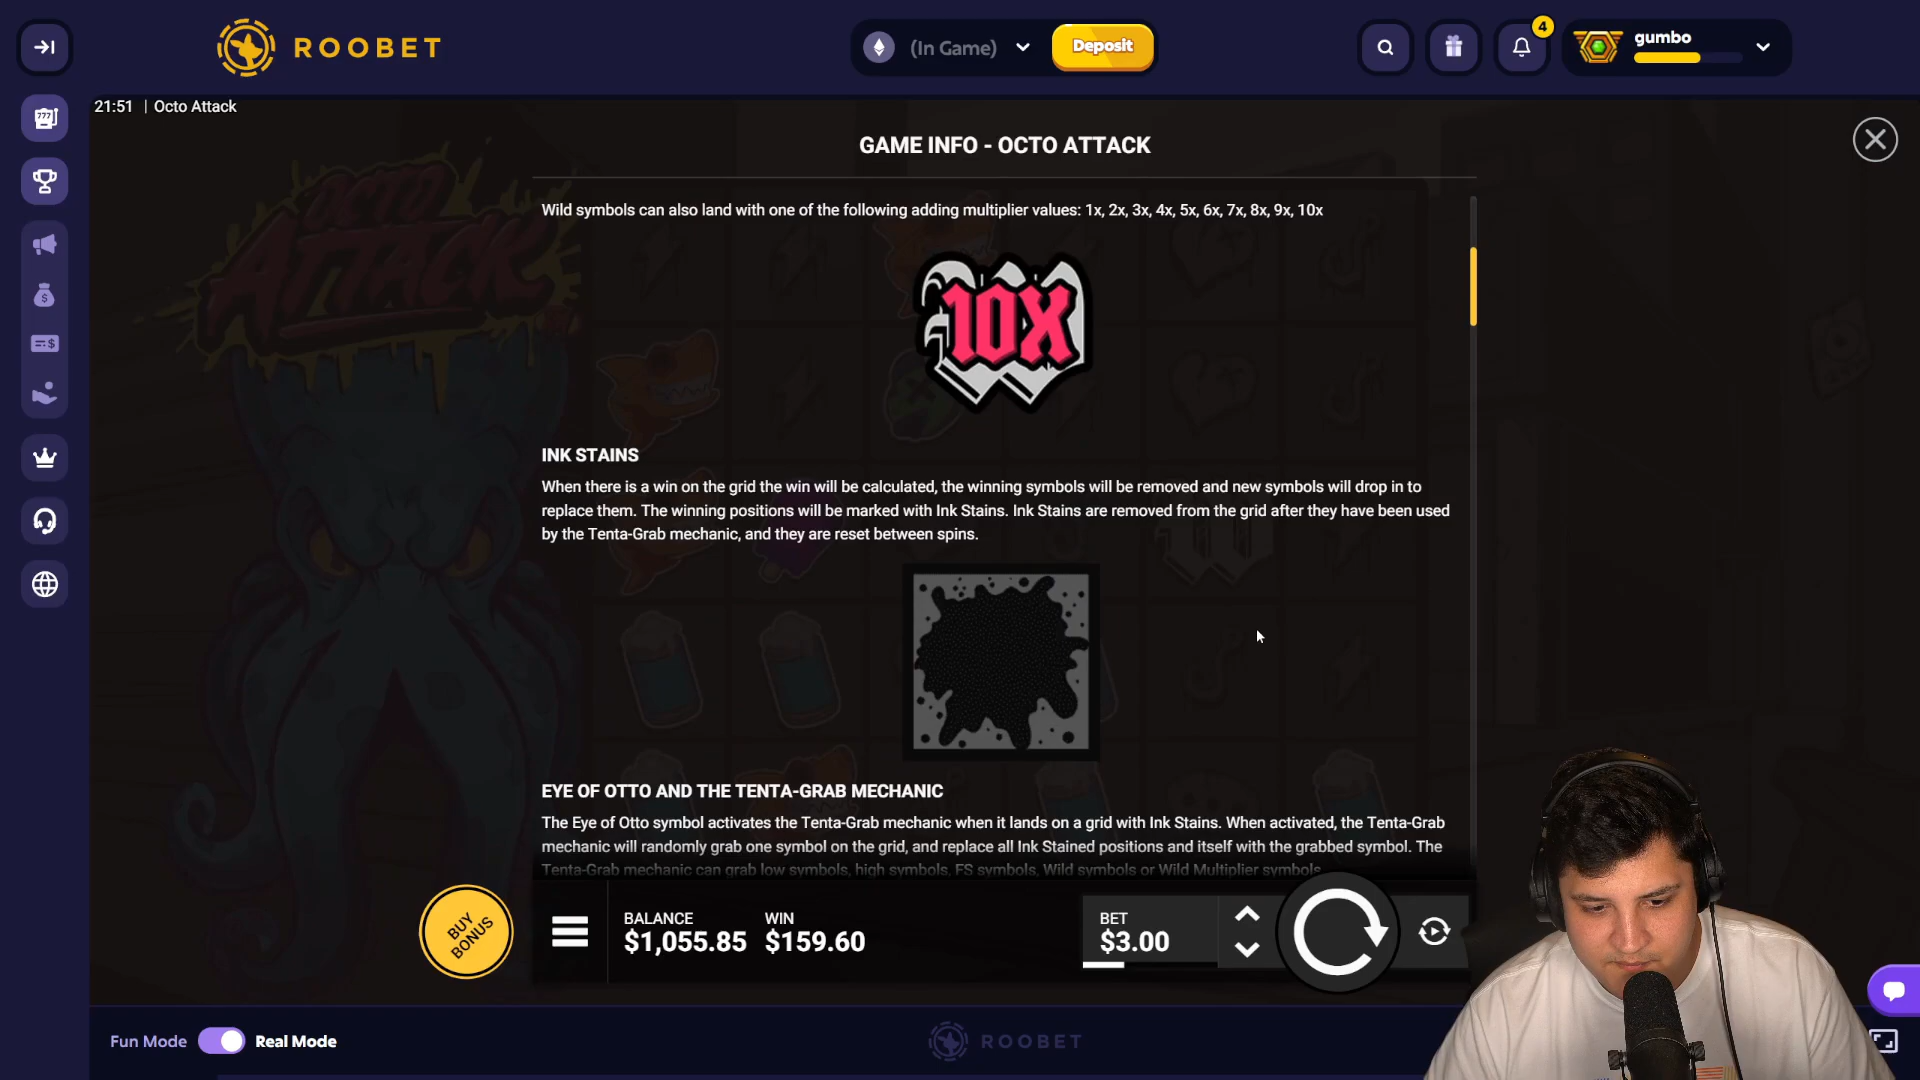 ROOBET
(In Game)
Deposit
4
gumbo
777
21:51 | Octo Attack
GAME INFO - OCTO ATTACK
OCTO
ATTACK
Wild symbols can also land with one of the following adding multiplier values: 1x, 2x, 3x, 4x, 5x, 6x, 7x, 8x, 9x, 10x
10X
INK STAINS
When there is a win on the grid the win will be calculated, the winning symbols will be removed and new symbols will drop in to
replace them. The winning positions will be marked with Ink Stains. Ink Stains are removed from the grid after they have been used
by the Tenta-Grab mechanic, and they are reset between spins.
EYE OF OTTO AND THE TENTA-GRAB MECHANIC
The Eye of Otto symbol activates the Tenta-Grab mechanic when it lands on a grid with Ink Stains. When activated, the Tenta-Grab
mechanic will randomly grab one symbol on the grid, and replace all Ink Stained positions and itself with the grabbed symbol. The
Tenta-Grab mechanic can grab low symbols, high symbols, FS symbols, Wild symbols or Wild Multiplier symbols.
BUY
BONUS
BALANCE
$1,055.85
WIN
$159.60
BET
$3.00
Fun Mode
Real Mode
ROOBET